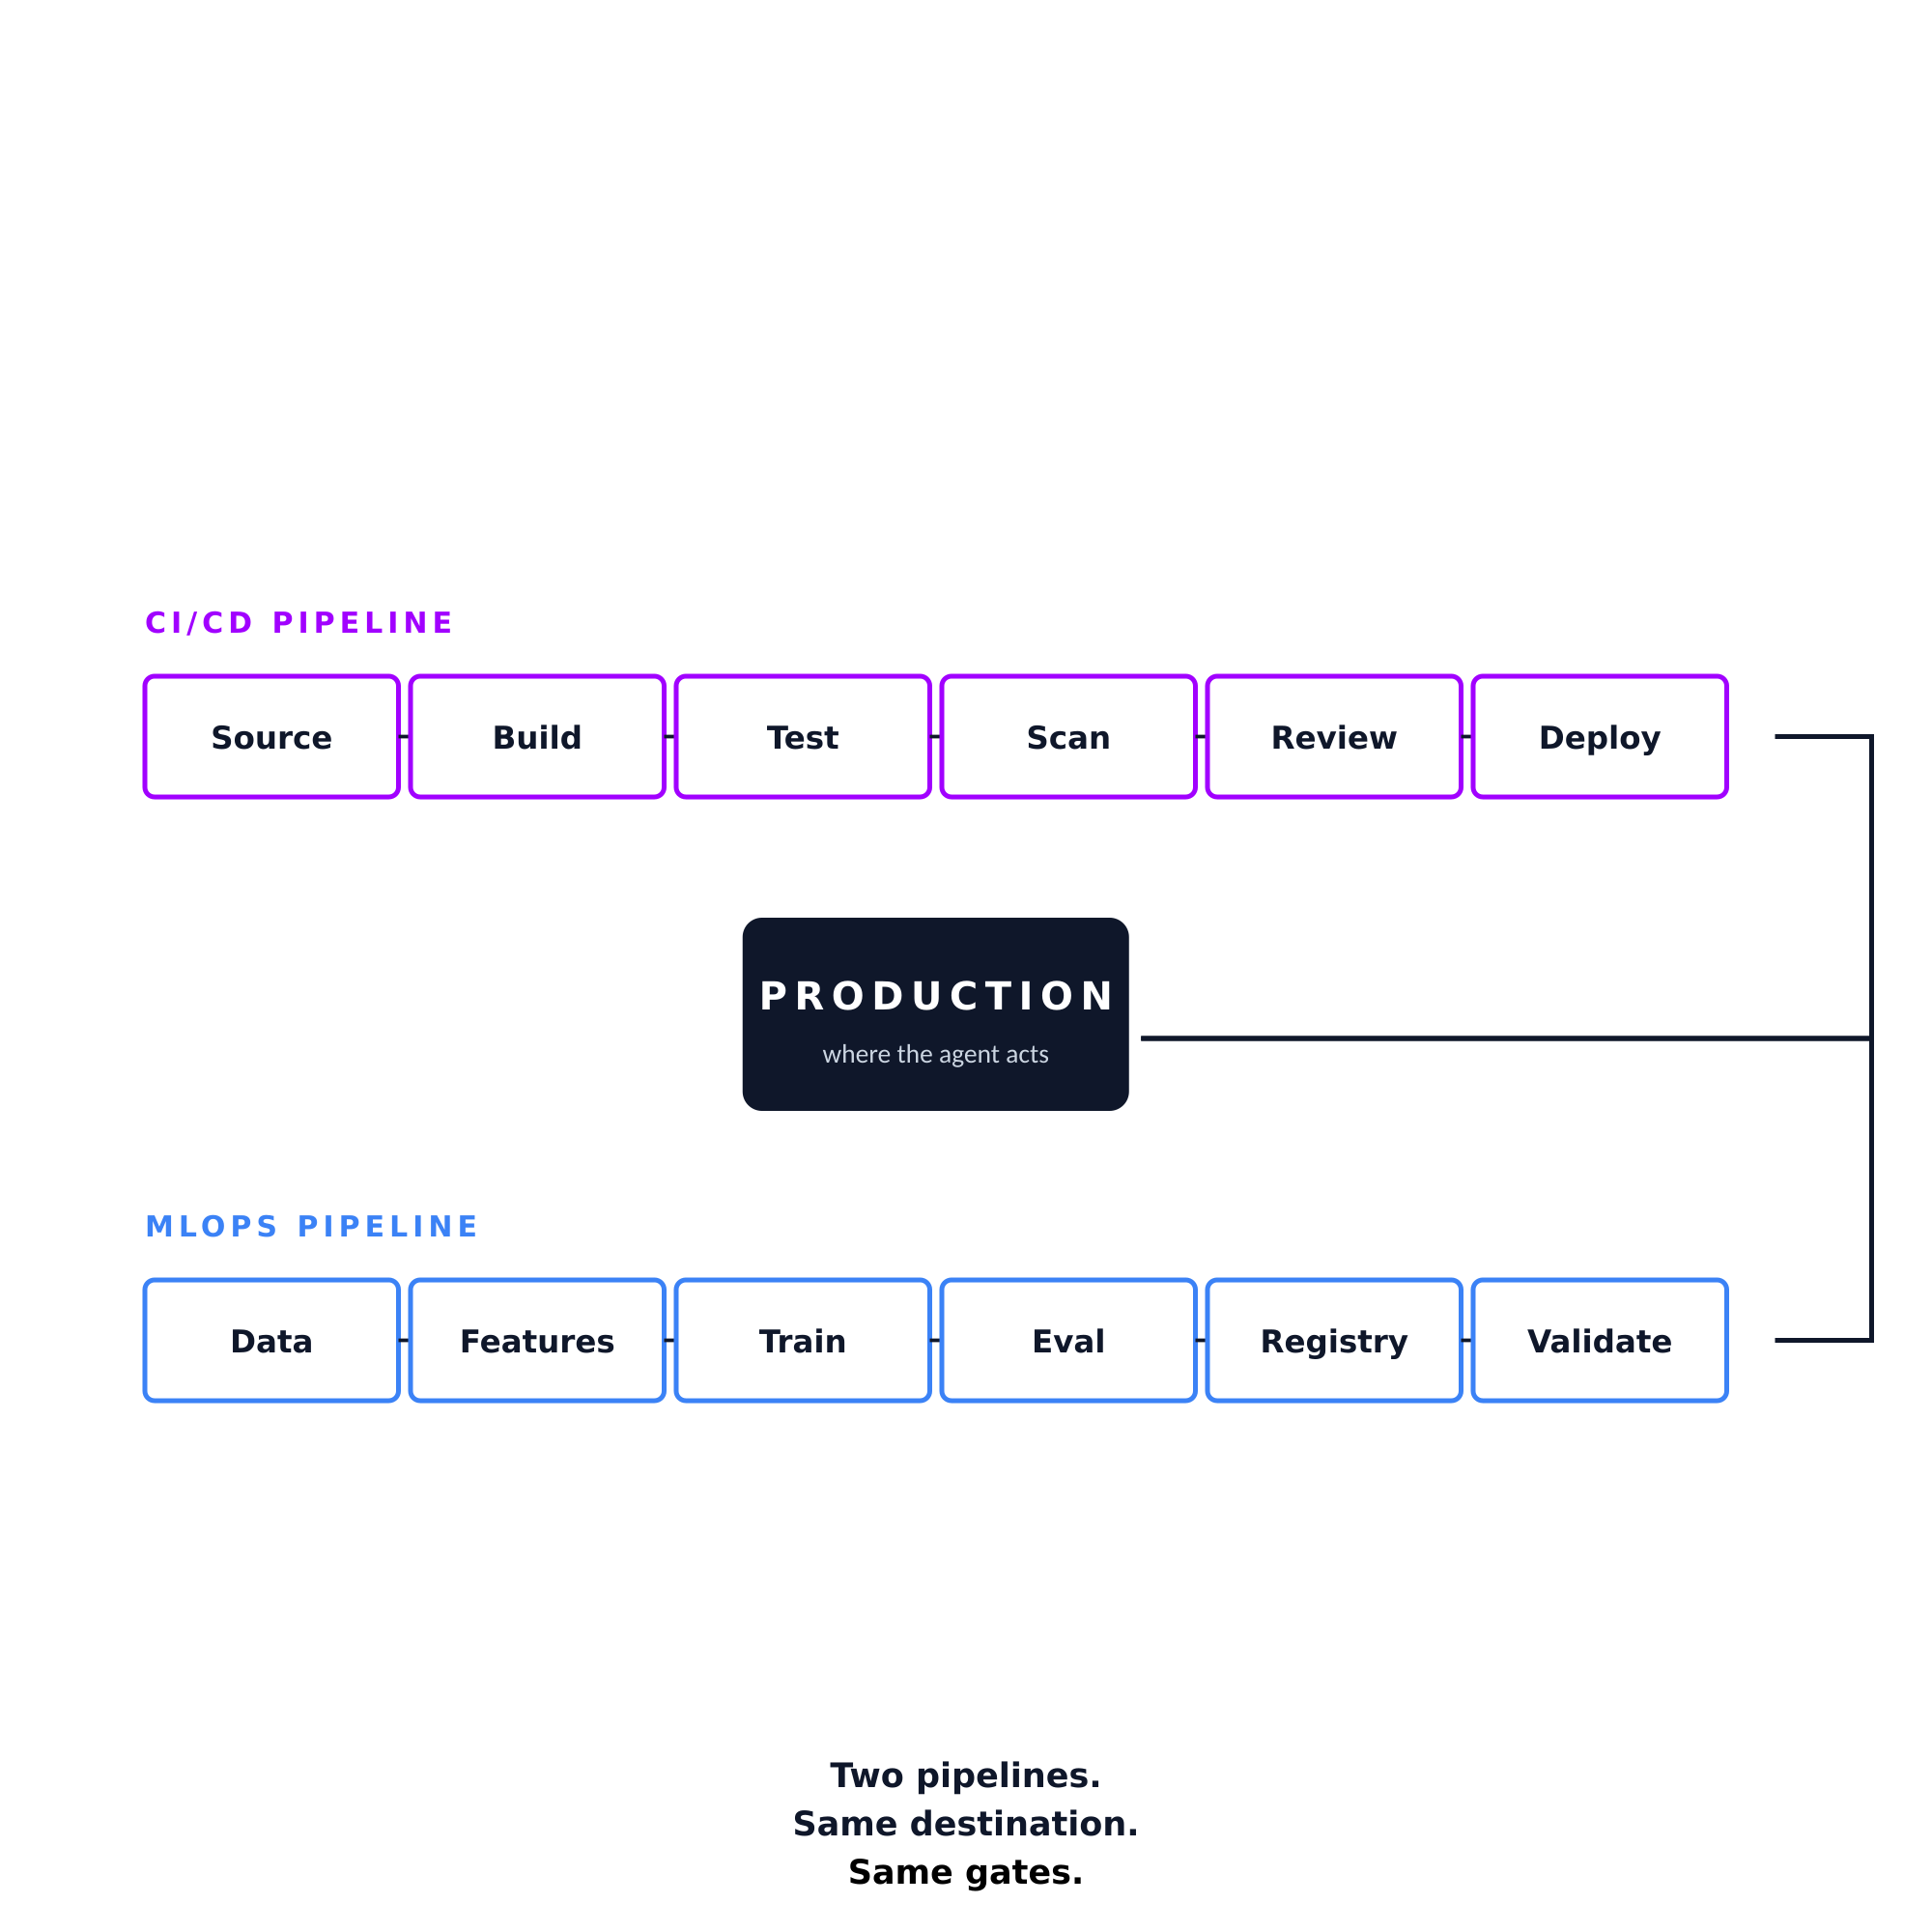 CI/CD PIPELINE
Source Build Test Scan Review Deploy
PRODUCTION
where the agent acts
MLOPS PIPELINE
Data Features Train Eval Registry Validate
Two pipelines.
Same destination.
Same gates.